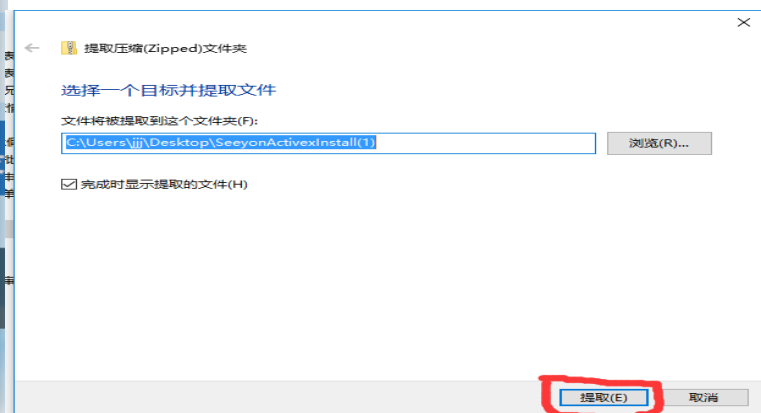 提取压缩(Zipped)文件夹
选择一个目标并提取文件
文件将被提取到这个文件夹(F):
C:\Users\jjj\Desktop\SeeyonActivexInstall(1)
浏览(R)...
完成时显示提取的文件(H)
提取(E)
取消